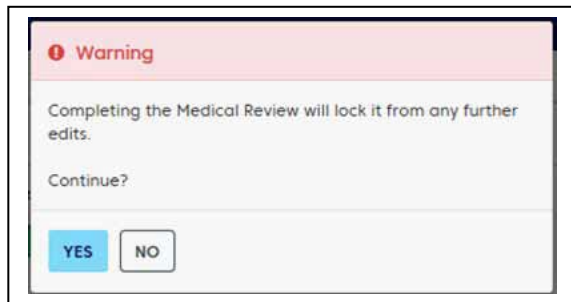 Warning
Completing the Medical Review will lock it from any further
edits.
Continue?
YES NO